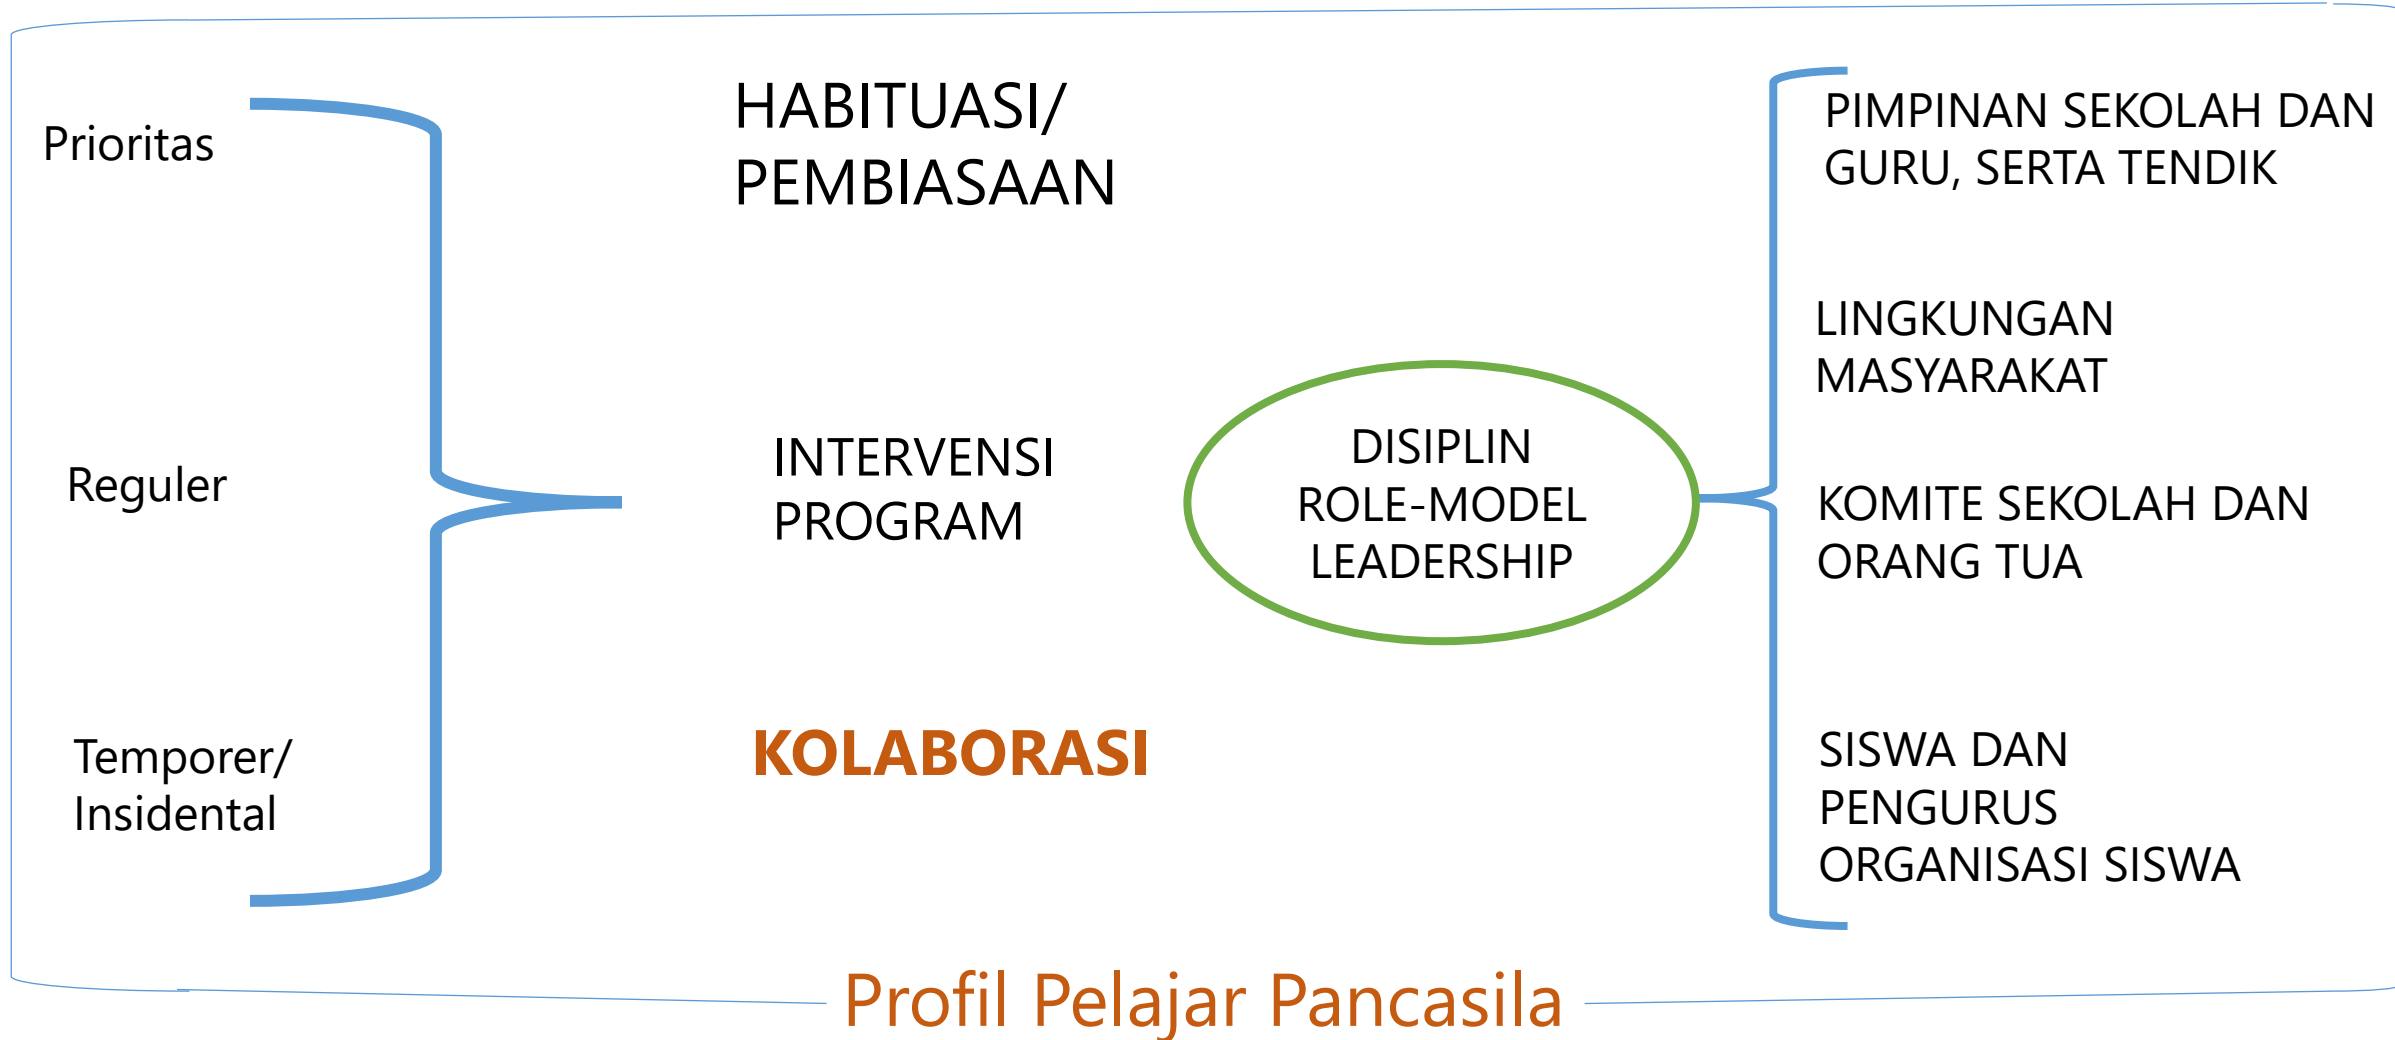 Prioritas
Reguler
Temporer/
Insidental
HABITUASI/
PEMBIASAAN
INTERVENSI
PROGRAM
KOLABORASI
DISIPLIN
ROLE-MODEL
LEADERSHIP
PIMPINAN SEKOLAH DAN
GURU, SERTA TENDIK
LINGKUNGAN
MASYARAKAT
KOMITE SEKOLAH DAN
ORANG TUA
SISWA DAN
PENGURUS
ORGANISASI SISWA
Profil Pelajar Pancasila